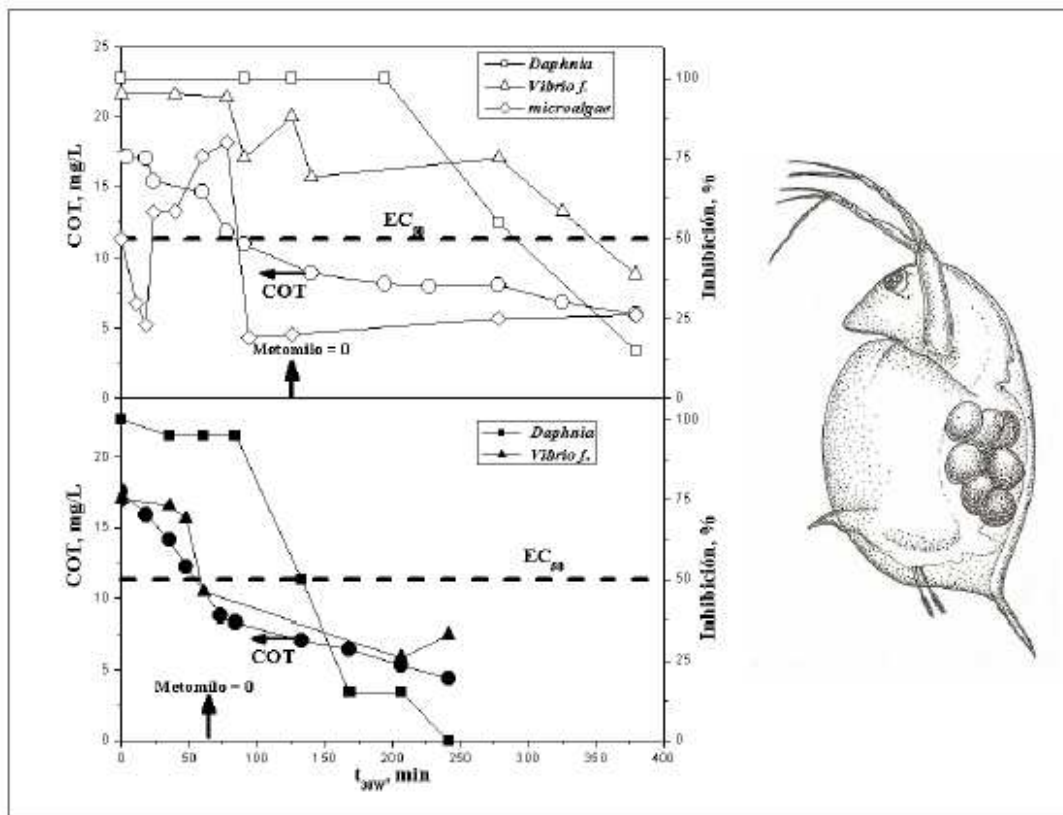 25
20
15
10
5
0
COT, mg/L
Daphnia
Vibrio f.
microalgae
100
75
50
25
0
Inhibición, %
EC50
COT
Metomilo = 0
20
15
10
5
0
COT, mg/L
Daphnia
Vibrio f.
100
75
50
25
0
Inhibición, %
EC50
COT
Metomilo = 0
0 50 100 150 200 250 300 350 400
t30W, min